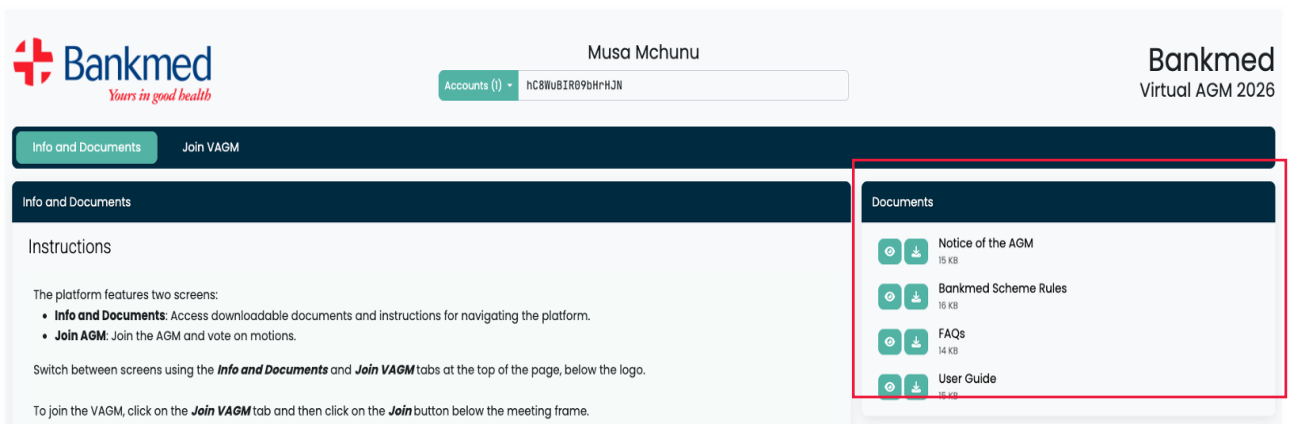 Bankmed
Yours in good health
Musa Mchunu
Accounts (1)
hC8WuBIR09bHrHJN
Bankmed
Virtual AGM 2026
Info and Documents
Join VAGM
Info and Documents
Instructions
The platform features two screens:
• Info and Documents: Access downloadable documents and instructions for navigating the platform.
• Join AGM: Join the AGM and vote on motions.
Switch between screens using the Info and Documents and Join VAGM tabs at the top of the page, below the logo.
To join the VAGM, click on the Join VAGM tab and then click on the Join button below the meeting frame.
Documents
Notice of the AGM
15 KB
Bankmed Scheme Rules
16 KB
FAQs
14 KB
User Guide
15 KB